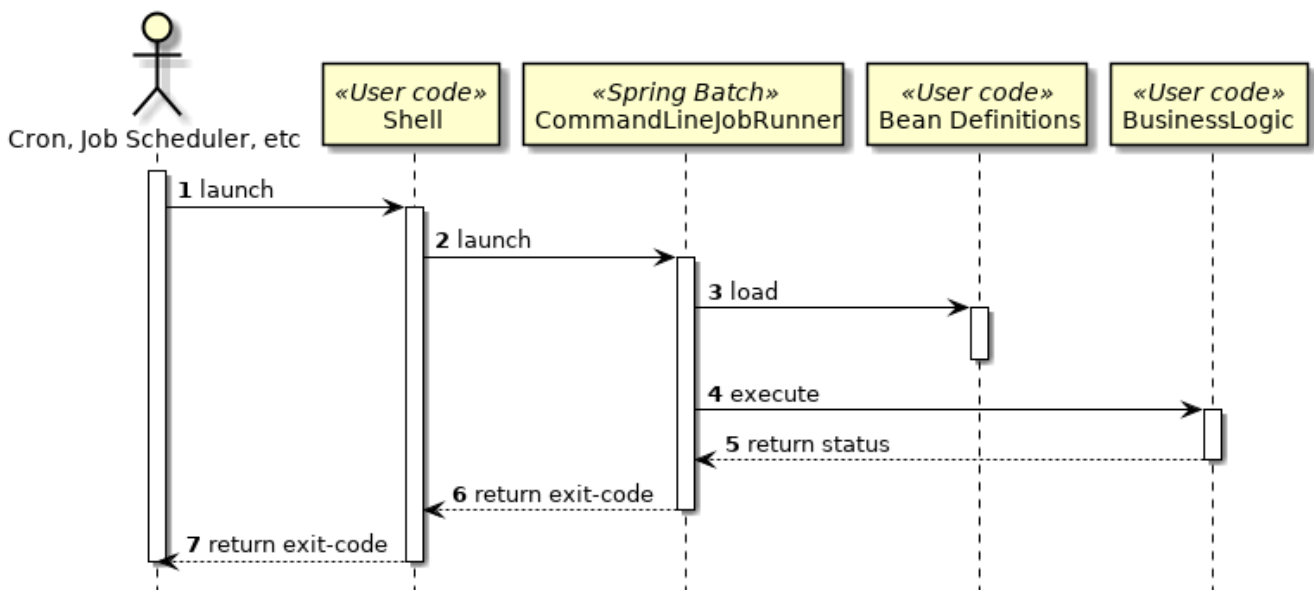 Cron, Job Scheduler, etc
«User code»
Shell
«Spring Batch»
CommandLineJobRunner
«User code»
Bean Definitions
«User code»
BusinessLogic
1 launch
2 launch
3 load
4 execute
5 return status
6 return exit-code
7 return exit-code